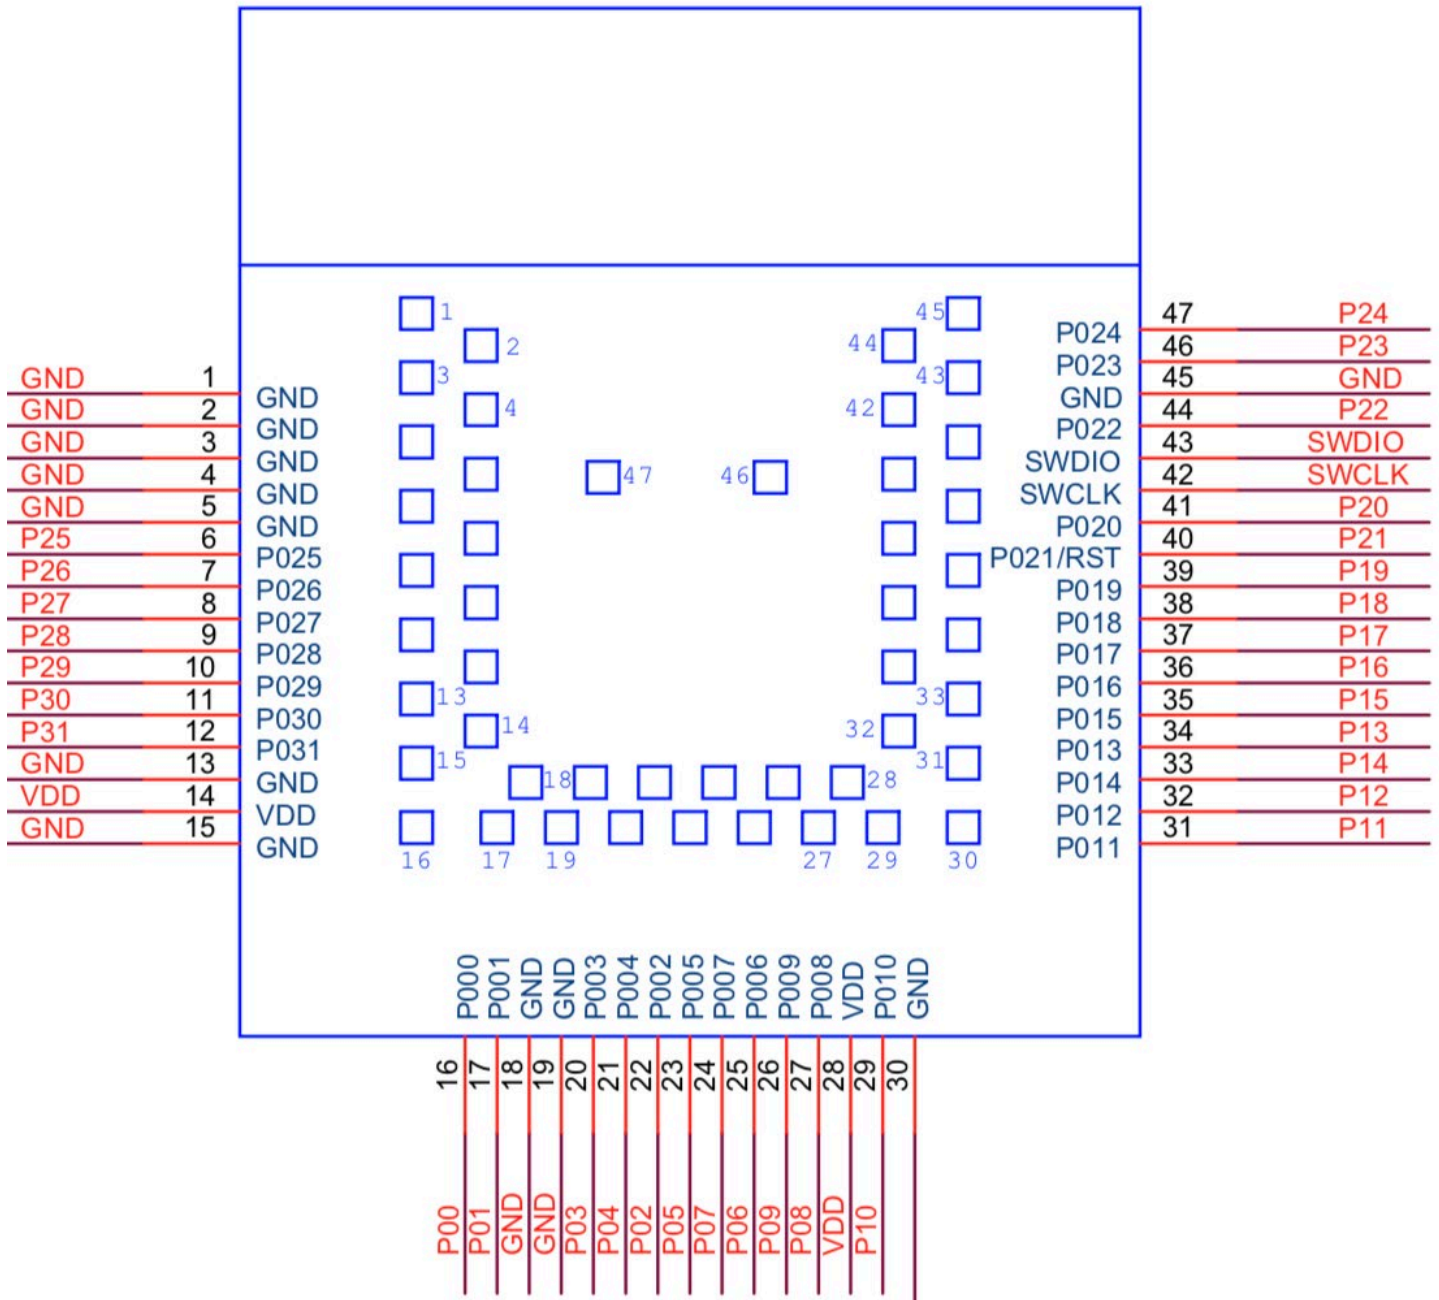 1
2
3
4
13
14
15
16
17
18
19
27
28
29
30
31
32
33
42
43
44
45
46
47
GND 1 GND
GND 2 GND
GND 3 GND
GND 4 GND
GND 5 GND
P25 6 P025
P26 7 P026
P27 8 P027
P28 9 P028
P29 10 P029
P30 11 P030
P31 12 P031
GND 13 GND
VDD 14 VDD
GND 15 GND
P024 47 P24
P023 46 P23
GND 45 GND
P022 44 P22
SWDIO 43 SWDIO
SWCLK 42 SWCLK
P020 41 P20
P021/RST 40 P21
P019 39 P19
P018 38 P18
P017 37 P17
P016 36 P16
P015 35 P15
P013 34 P13
P014 33 P14
P012 32 P12
P011 31 P11
P000 16 P00
P001 17 P01
GND 18 GND
GND 19 GND
P003 20 P03
P004 21 P04
P002 22 P02
P005 23 P05
P007 24 P07
P006 25 P06
P009 26 P09
P008 27 P08
VDD 28 VDD
P010 29 P10
GND 30